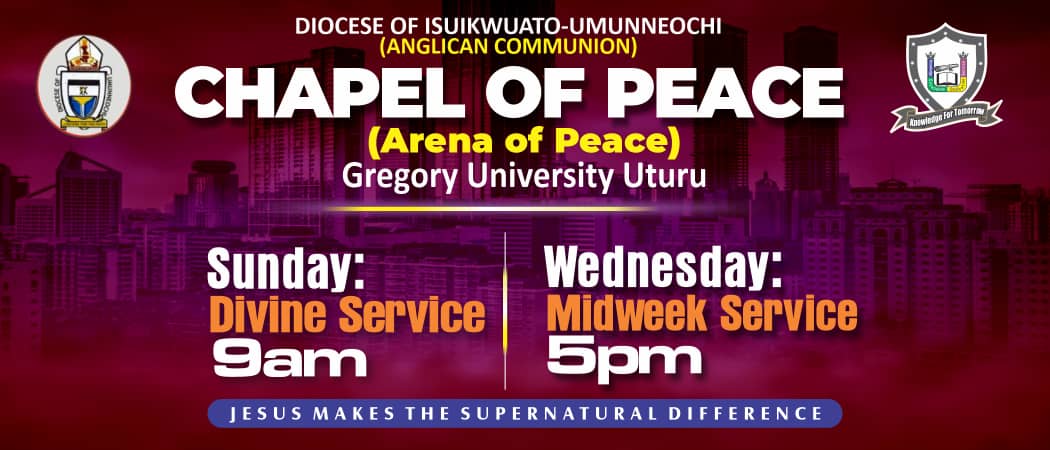 DIOCESE OF ISUIKWUATO-UMUNNEOCHI
(ANGLICAN COMMUNION)
CHAPEL OF PEACE
(Arena of Peace)
Gregory University Uturu
Knowledge For Tomorrow
Sunday:
Divine Service
9am
Wednesday:
Midweek Service
5pm
JESUS MAKES THE SUPERNATURAL DIFFERENCE